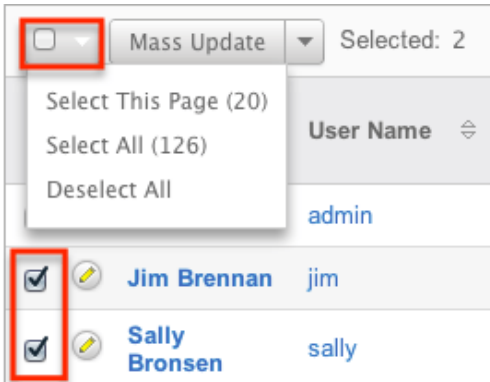 Mass Update Selected: 2
Select This Page (20)
Select All (126)
Deselect All
User Name
admin
Jim Brennan jim
Sally
Bronsen sally